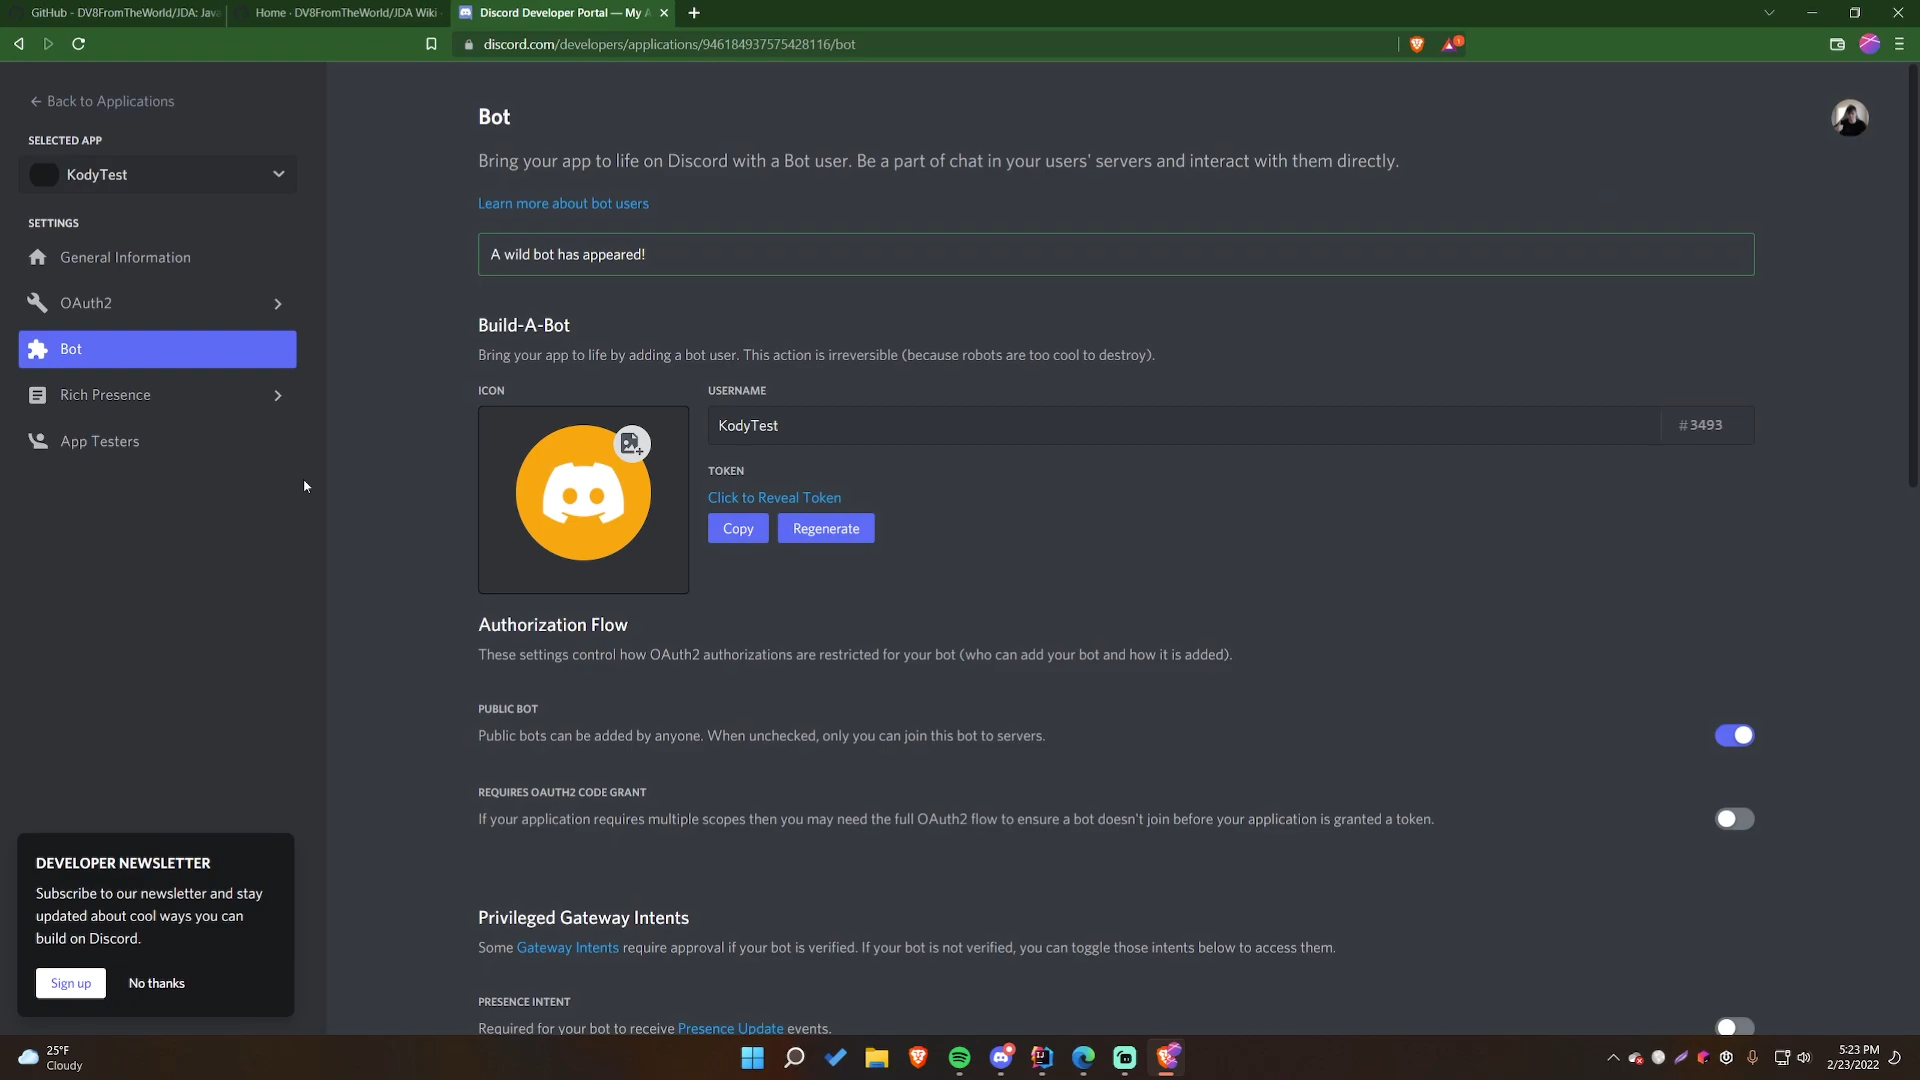 GitHub - DV8FromTheWorld/JDA: Java
Home · DV8FromTheWorld/JDA Wiki
Discord Developer Portal — My A
discord.com/developers/applications/946184937575428116/bot
1
Back to Applications
SELECTED APP
KodyTest
SETTINGS
General Information
OAuth2
Bot
Rich Presence
App Testers
Bot
Bring your app to life on Discord with a Bot user. Be a part of chat in your users' servers and interact with them directly.
Learn more about bot users
A wild bot has appeared!
Build-A-Bot
Bring your app to life by adding a bot user. This action is irreversible (because robots are too cool to destroy).
ICON
USERNAME
KodyTest
#3493
TOKEN
Click to Reveal Token
Copy
Regenerate
Authorization Flow
These settings control how OAuth2 authorizations are restricted for your bot (who can add your bot and how it is added).
PUBLIC BOT
Public bots can be added by anyone. When unchecked, only you can join this bot to servers.
REQUIRES OAUTH2 CODE GRANT
If your application requires multiple scopes then you may need the full OAuth2 flow to ensure a bot doesn't join before your application is granted a token.
Privileged Gateway Intents
Some Gateway Intents require approval if your bot is verified. If your bot is not verified, you can toggle those intents below to access them.
PRESENCE INTENT
Required for your bot to receive Presence Update events.
DEVELOPER NEWSLETTER
Subscribe to our newsletter and stay
updated about cool ways you can
build on Discord.
Sign up
No thanks
25°F
Cloudy
5:23 PM
2/23/2022